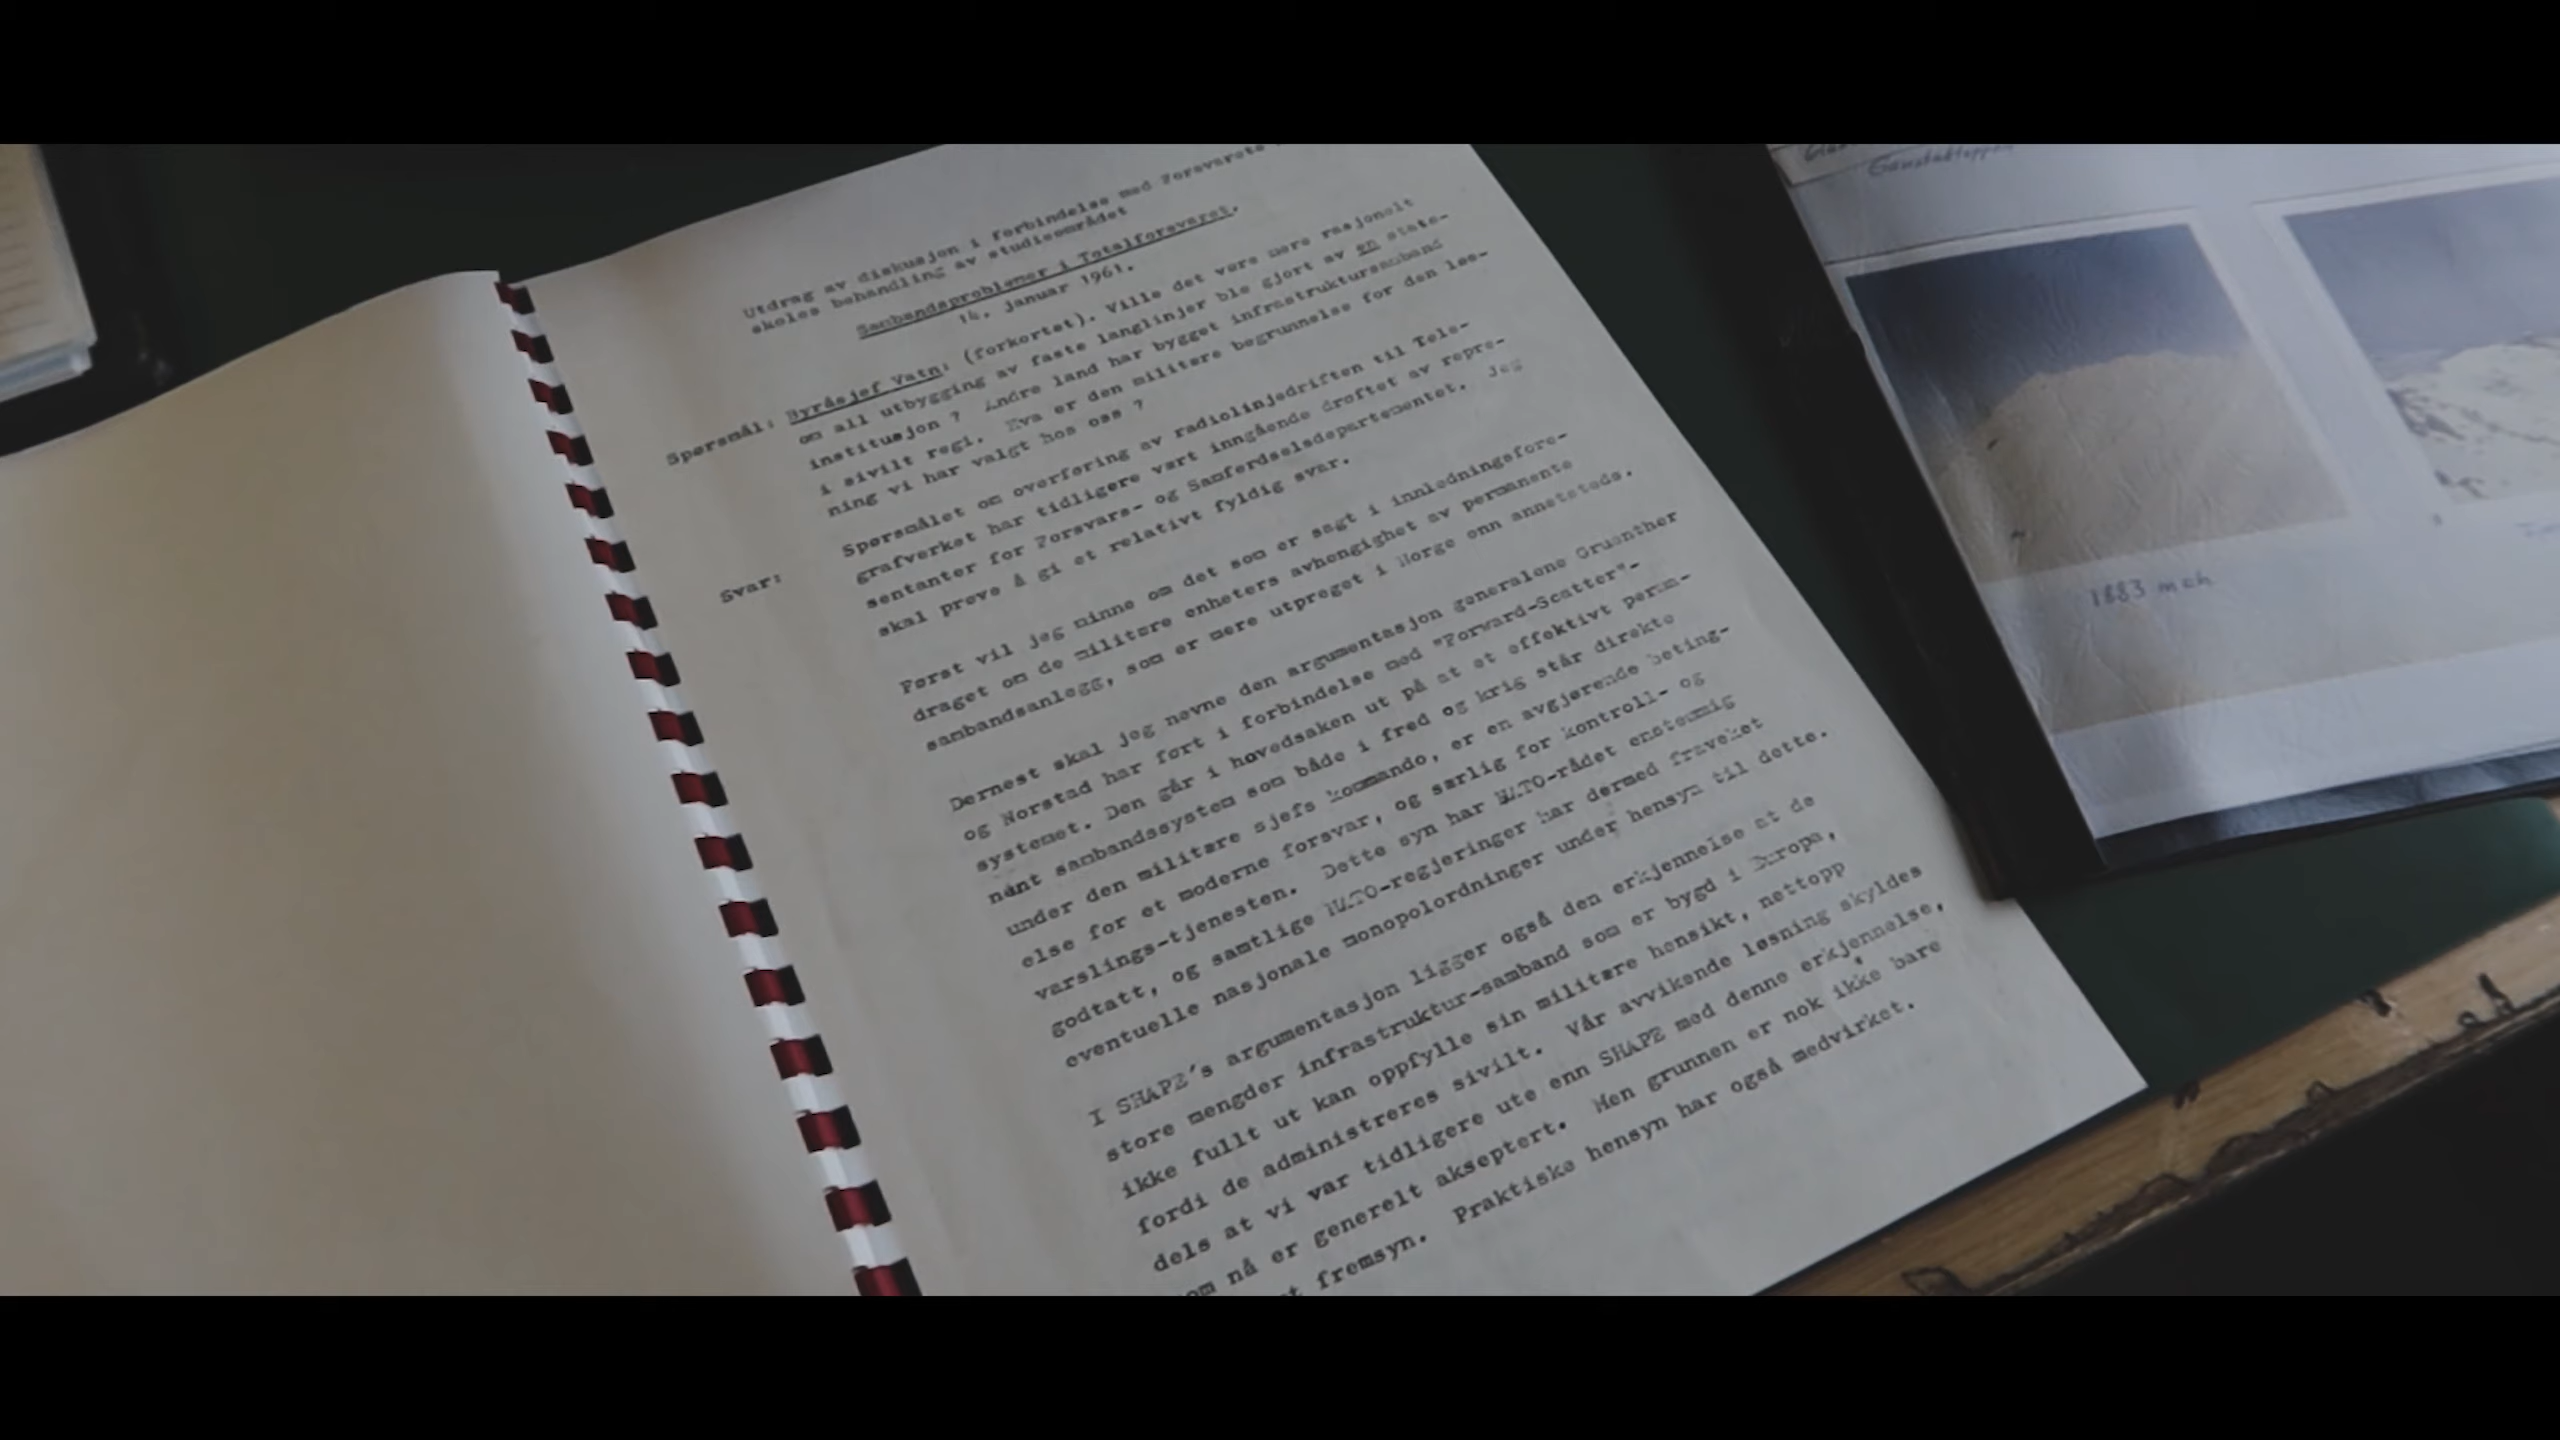 Utdrag av diskusjon i forbindelse med Forsvarets
skoles behandling av studieområdet
Sambandsproblemer i Totalforsvaret.
14. januar 1961.
Spørsmål: Byråsjef Vatn: (forkortet). Ville det være mere rasjonelt
om all utbygging av faste langlinjer ble gjort av en stats-
institusjon ? Andre land har bygget infrastruktursamband
i sivilt regi. Hva er den militære begrunnelse for den løs-
ning vi har valgt hos oss ?
Svar: Spørsmålet om overføring av radiolinjedriften til Tele-
grafverket har tidligere vært inngående drøftet av repre-
sentanter for Forsvars- og Samferdselsdepartementet. Jeg
skal prøve å gi et relativt fyldig svar.
Først vil jeg minne om det som er sagt i innledningsfore-
draget om de militære enheters avhengighet av permanente
sambandsanlegg, som er mere utpreget i Norge enn annetsteds.
Dernest skal jeg nevne den argumentasjon generalene Gruenther
og Norstad har ført i forbindelse med "Forward-Scatter"-
systemet. Den går i hovedsaken ut på at et effektivt perma-
nent sambandssystem som både i fred og krig står direkte
under den militære sjefs kommando, er en avgjørende beting-
else for et moderne forsvar, og særlig for kontroll- og
varslings-tjenesten. Dette syn har NATO-rådet enstemmig
godtatt, og samtlige NATO-regjeringer har dermed fraveket
eventuelle nasjonale monopolordninger under hensyn til dette.
I SHAPE's argumentasjon ligger også den erkjennelse at de
store mengder infrastruktur-samband som er bygd i Europa,
ikke fullt ut kan oppfylle sin militære hensikt, nettopp
fordi de administreres sivilt. Vår avvikende løsning skyldes
dels at vi var tidligere ute enn SHAPE med denne erkjennelse,
om nå er generelt akseptert. Men grunnen er nok ikke bare
t fremsyn. Praktiske hensyn har også medvirket.
Gaustatoppen
1883 moh